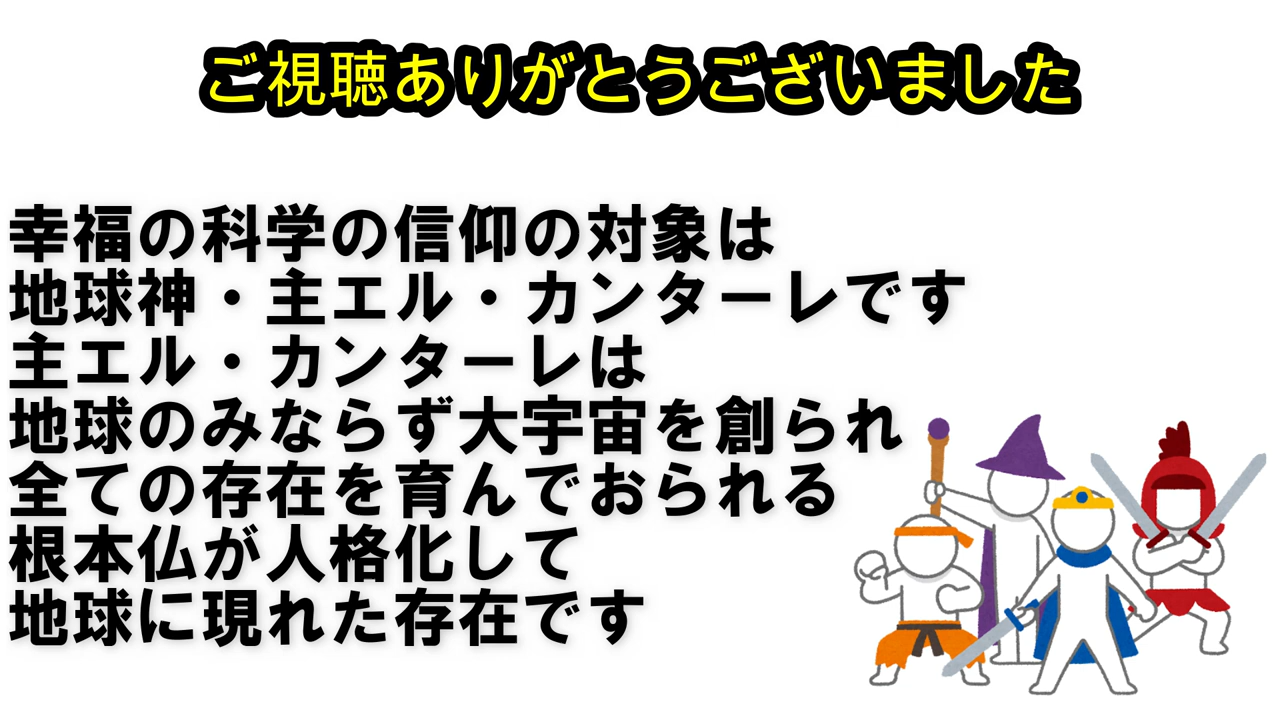 ご視聴ありがとうございました
幸福の科学の信仰の対象は
地球神・主エル・カンターレです
主エル・カンターレは
地球のみならず大宇宙を創られ
全ての存在を育んでおられる
根本仏が人格化して
地球に現れた存在です